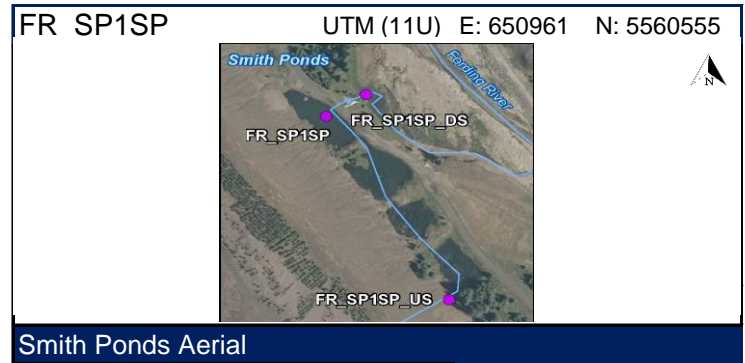 FR SP1SP UTM (11U) E: 650961 N: 5560555
Smith Ponds
Fording River
N
FR_SP1SP_DS
FR_SP1SP
FR_SP1SP_US
Smith Ponds Aerial